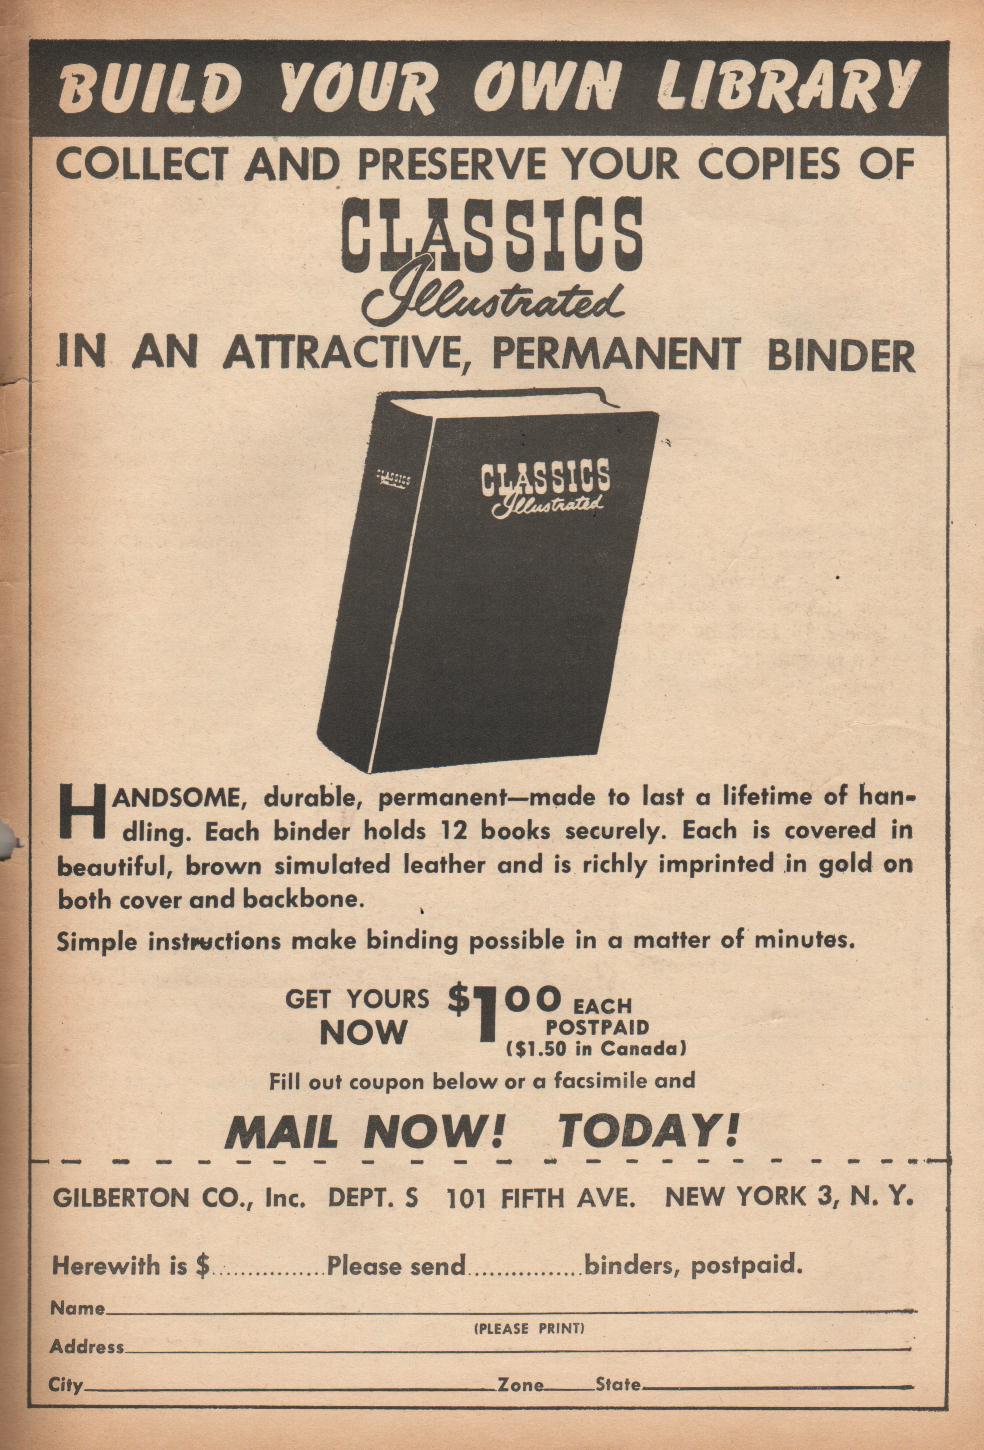 BUILD YOUR OWN LIBRARY
COLLECT AND PRESERVE YOUR COPIES OF
CLASSICS
Illustrated
IN AN ATTRACTIVE, PERMANENT BINDER
CLASSICS
Illustrated
CLASSICS
Illustrated
HANDSOME, durable, permanent—made to last a lifetime of han-
dling. Each binder holds 12 books securely. Each is covered in
beautiful, brown simulated leather and is richly imprinted in gold on
both cover and backbone.
Simple instructions make binding possible in a matter of minutes.
GET YOURS $1.00 EACH
NOW POSTPAID
($1.50 in Canada)
Fill out coupon below or a facsimile and
MAIL NOW! TODAY!
GILBERTON CO., Inc. DEPT. S 101 FIFTH AVE. NEW YORK 3, N. Y.
Herewith is $...............Please send...............binders, postpaid.
Name
(PLEASE PRINT)
Address
City Zone State